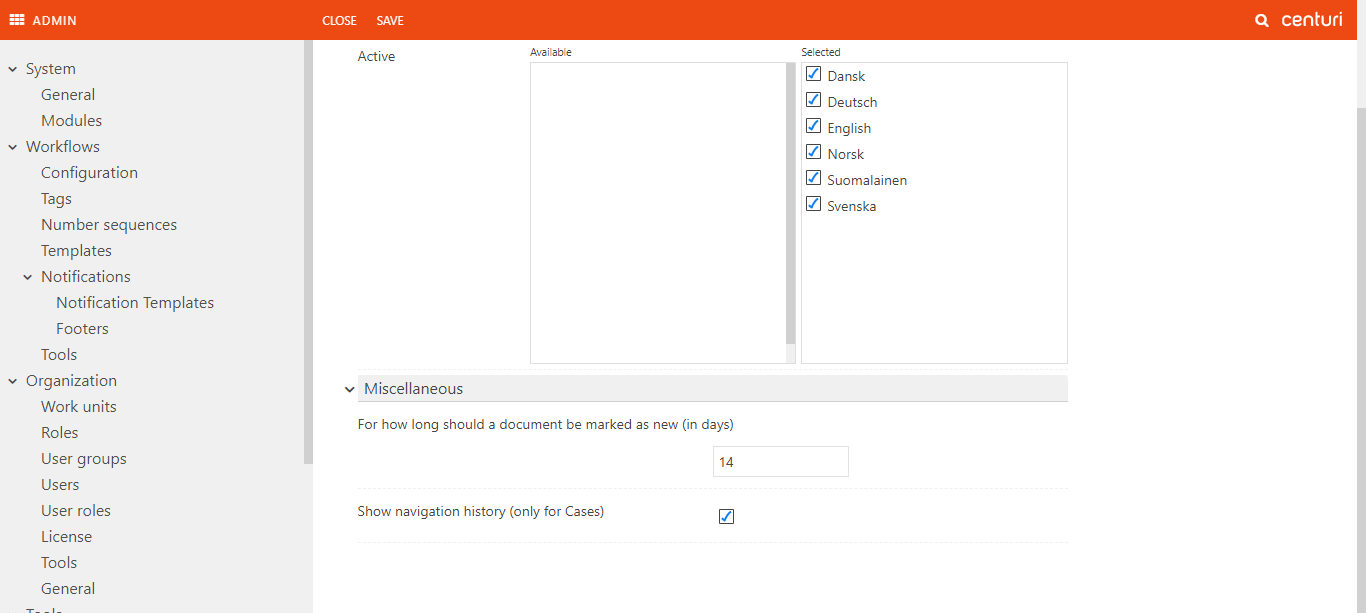 ADMIN
CLOSE SAVE
centuri
System
General
Modules
Workflows
Configuration
Tags
Number sequences
Templates
Notifications
Notification Templates
Footers
Tools
Organization
Work units
Roles
User groups
Users
User roles
License
Tools
General
Tools
Active
Available
Selected
Dansk
Deutsch
English
Norsk
Suomalainen
Svenska
Miscellaneous
For how long should a document be marked as new (in days)
14
Show navigation history (only for Cases)